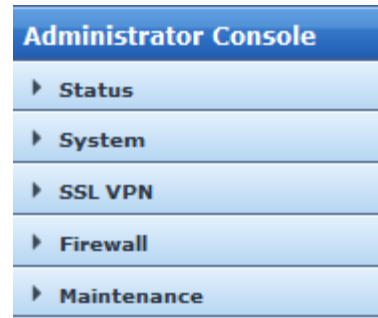 Administrator Console
Status
System
SSL VPN
Firewall
Maintenance